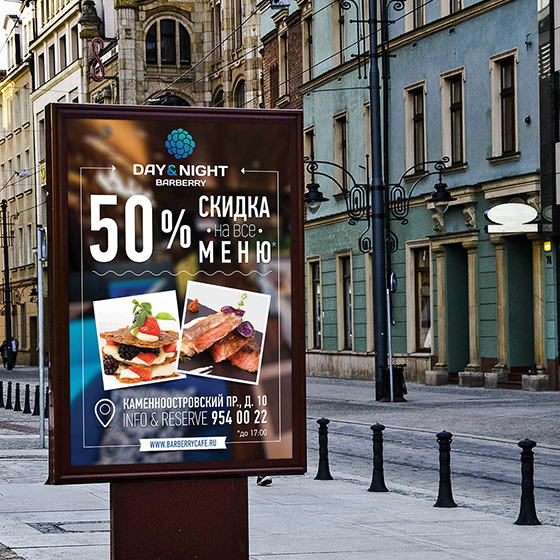 DAY & NIGHT
BARBERRY
50% СКИДКА
• на все •
МЕНЮ*
КАМЕННООСТРОВСКИЙ ПР., Д. 10
INFO & RESERVE 954 00 22
*до 17:00
WWW.BARBERRYCAFE.RU